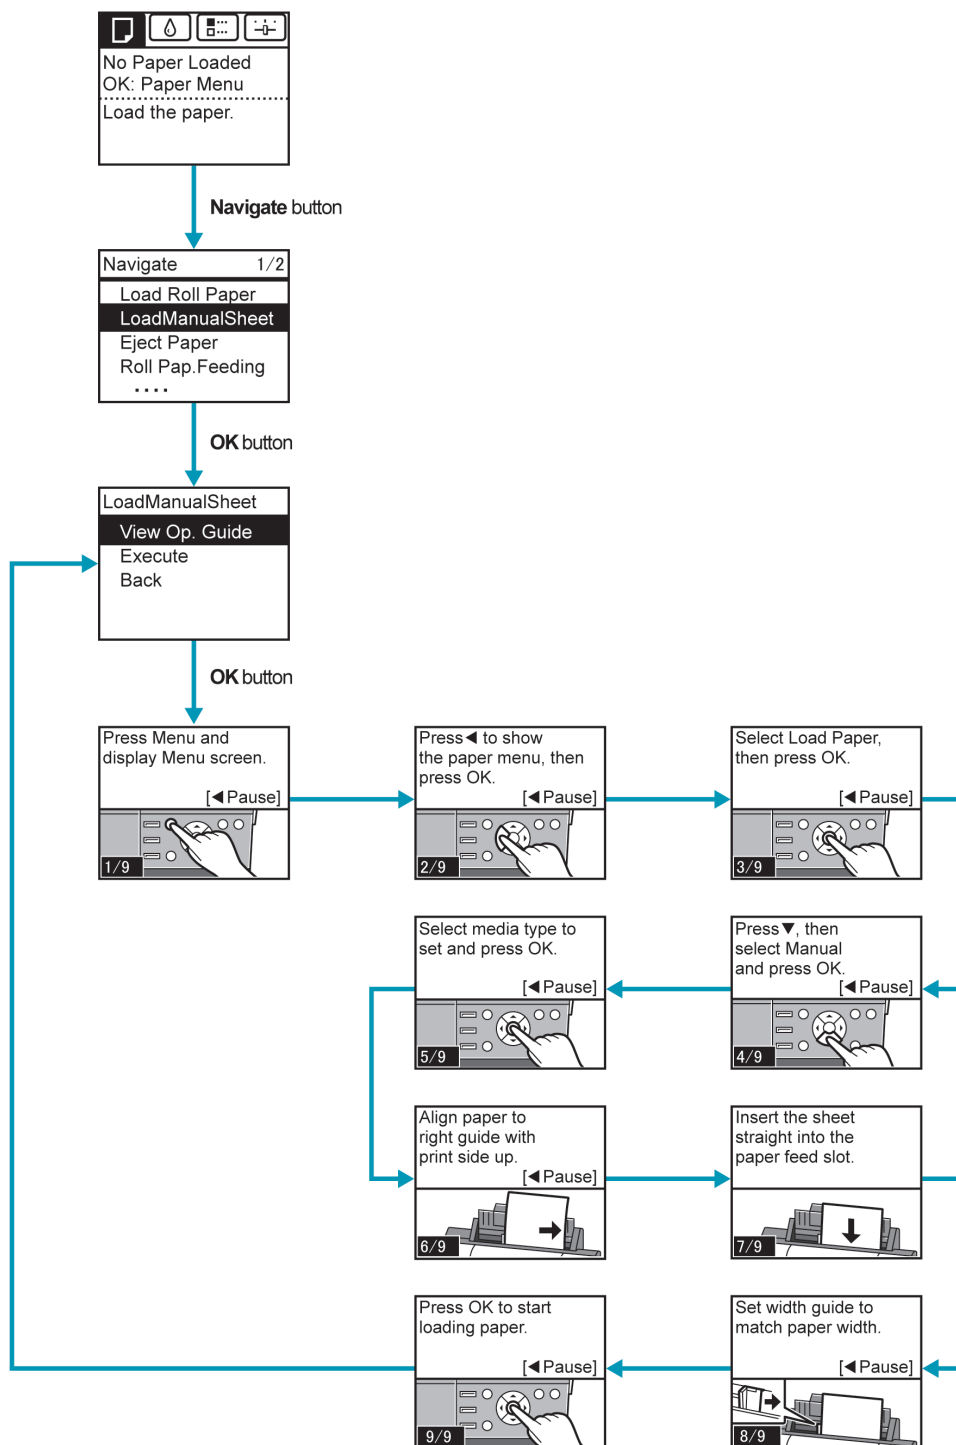 No Paper Loaded
OK: Paper Menu
Load the paper.
Navigate button
Navigate 1/2
Load Roll Paper
LoadManualSheet
Eject Paper
Roll Pap.Feeding
....
OK button
LoadManualSheet
View Op. Guide
Execute
Back
OK button
Press Menu and
display Menu screen.
[◀Pause]
1/9
Press◀ to show
the paper menu, then
press OK.
[◀Pause]
2/9
Select Load Paper,
then press OK.
[◀Pause]
3/9
Press▼, then
select Manual
and press OK.
[◀Pause]
4/9
Select media type to
set and press OK.
[◀Pause]
5/9
Align paper to
right guide with
print side up.
[◀Pause]
6/9
Insert the sheet
straight into the
paper feed slot.
7/9
Set width guide to
match paper width.
[◀Pause]
8/9
Press OK to start
loading paper.
[◀Pause]
9/9